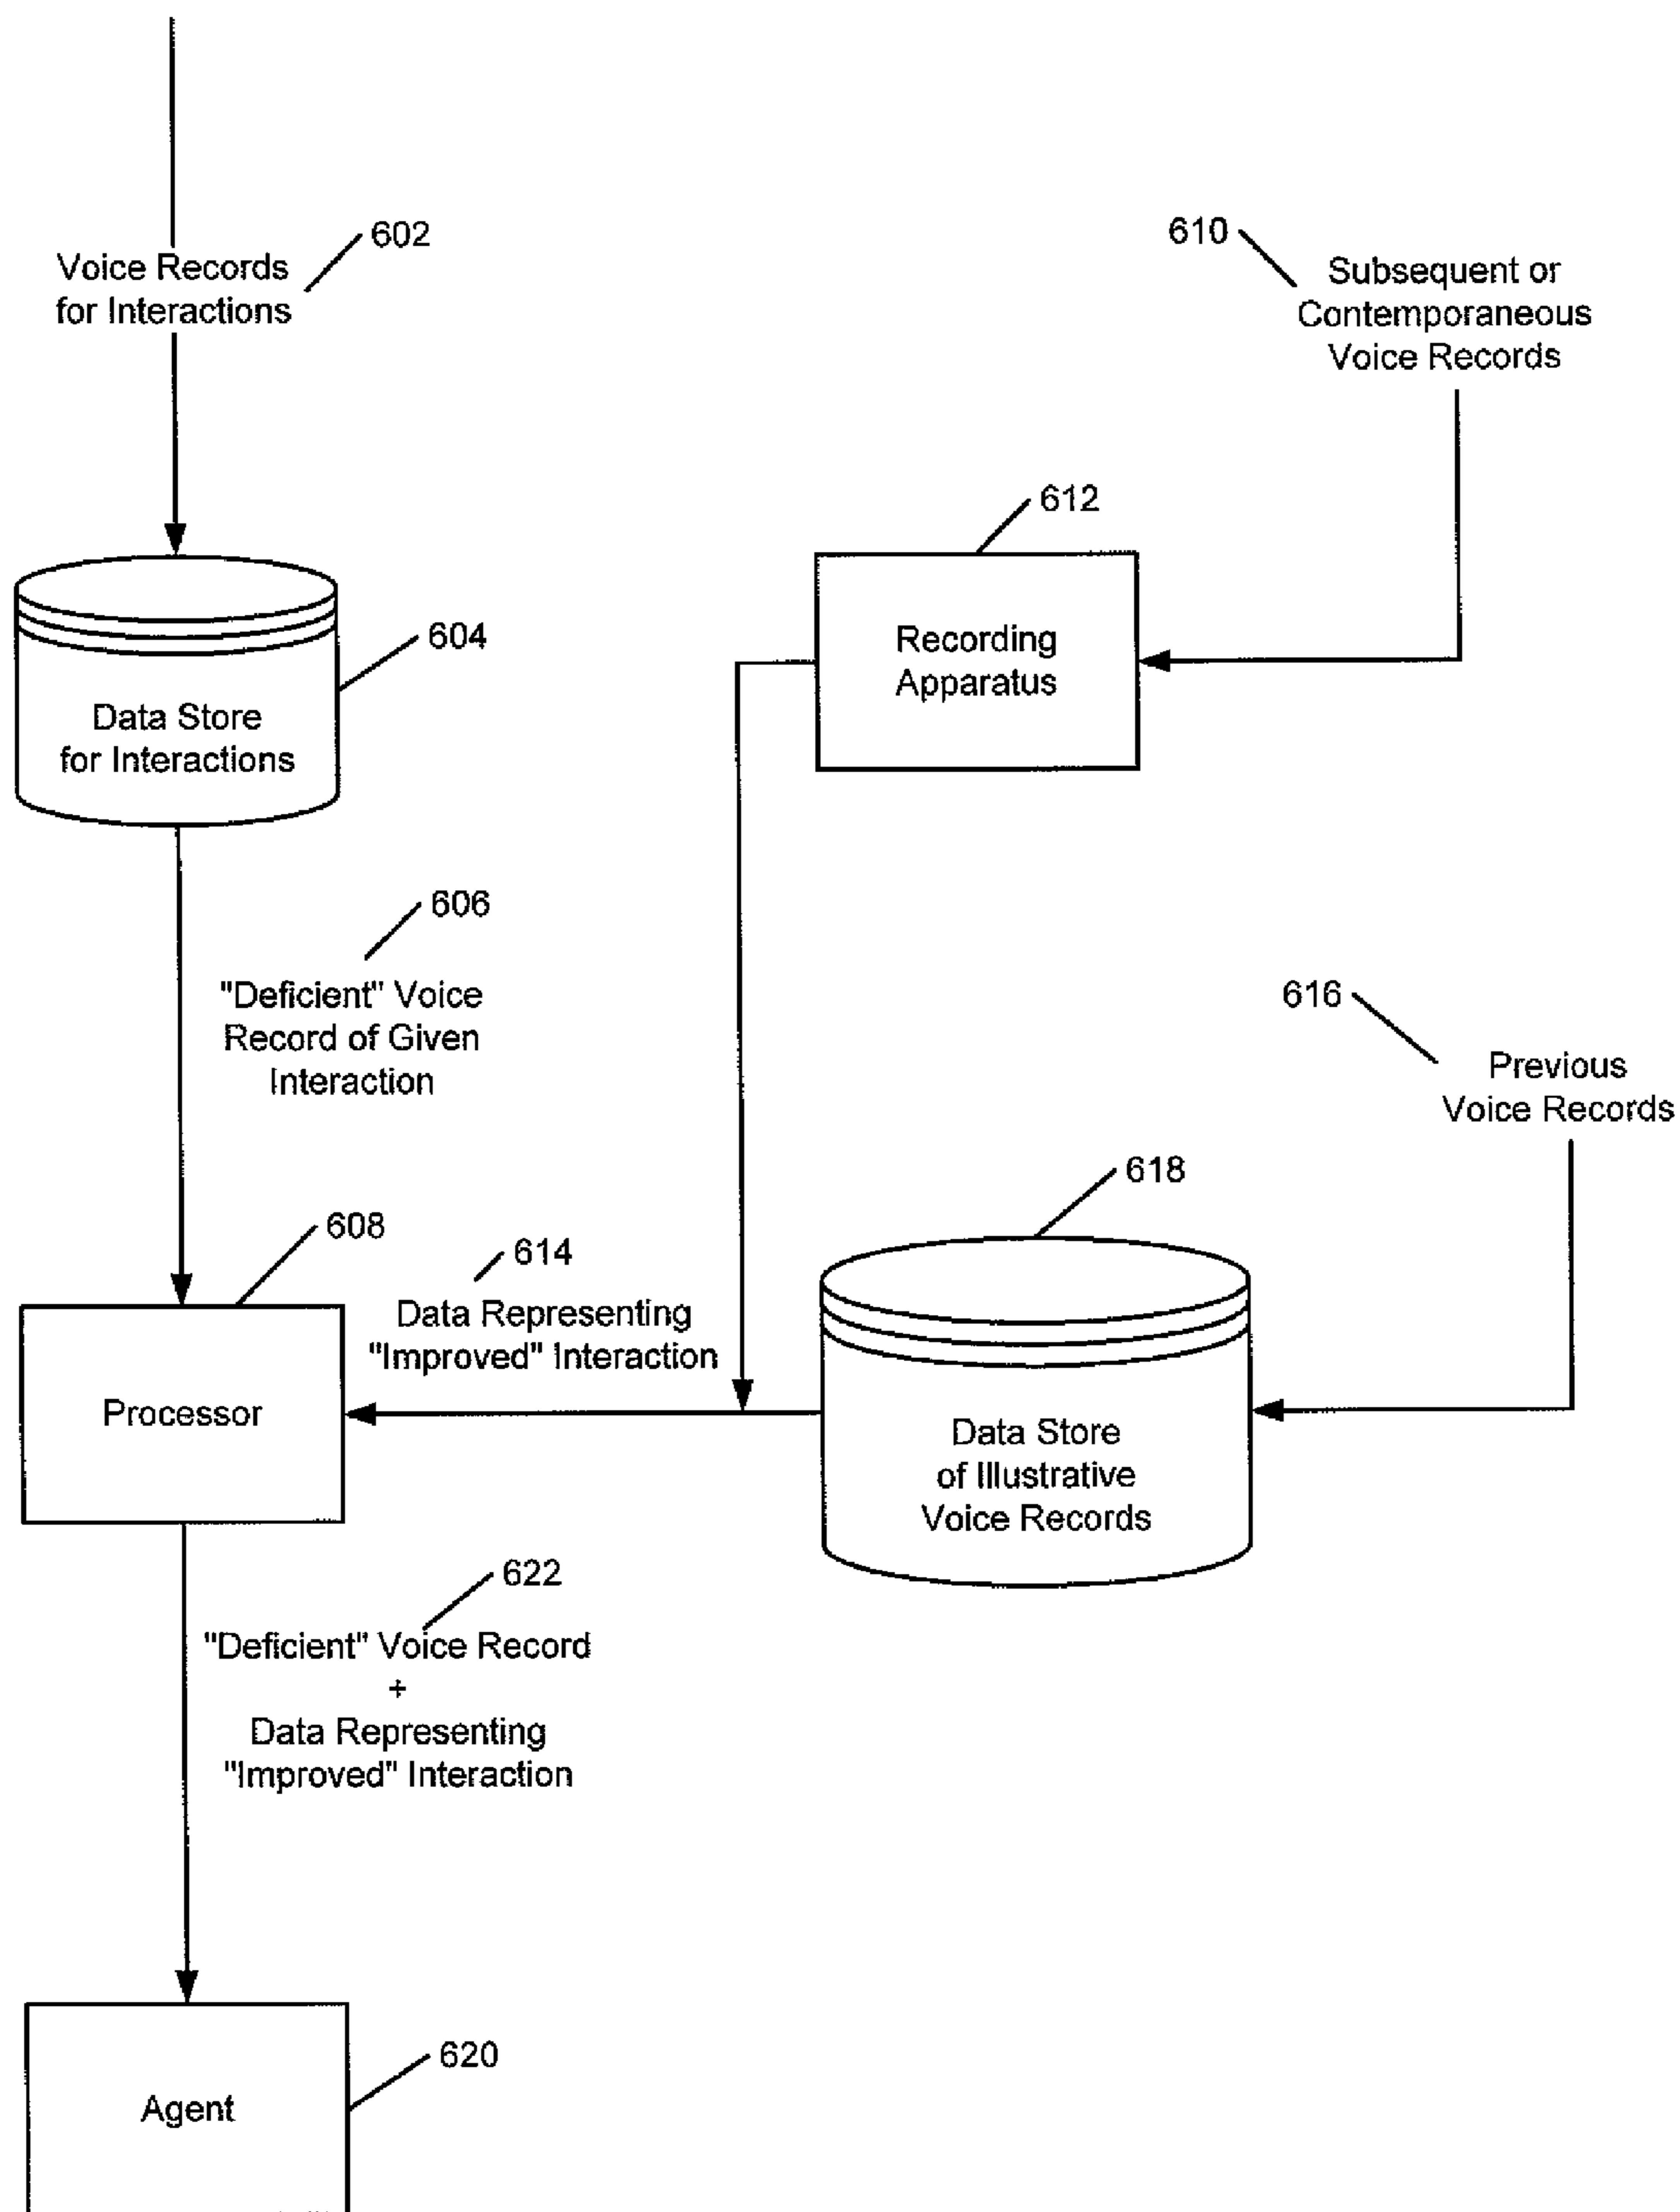 602
Voice Records
for Interactions
610
Subsequent or
Contemporaneous
Voice Records
612
Recording
Apparatus
604
Data Store
for Interactions
606
"Deficient" Voice
Record of Given
Interaction
616
Previous
Voice Records
618
Data Store
of Illustrative
Voice Records
608
Processor
614
Data Representing
"Improved" Interaction
622
"Deficient" Voice Record
+
Data Representing
"Improved" Interaction
620
Agent